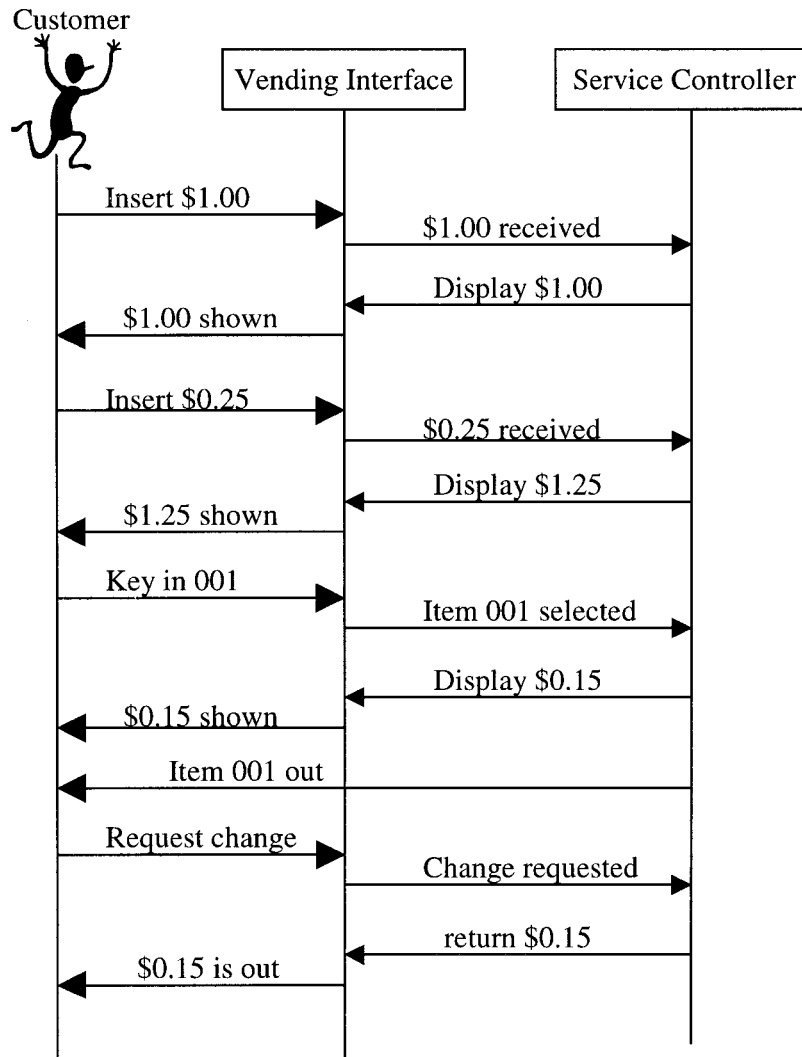 Customer
Vending Interface
Service Controller
Insert $1.00
$1.00 received
Display $1.00
$1.00 shown
Insert $0.25
$0.25 received
Display $1.25
$1.25 shown
Key in 001
Item 001 selected
Display $0.15
$0.15 shown
Item 001 out
Request change
Change requested
return $0.15
$0.15 is out